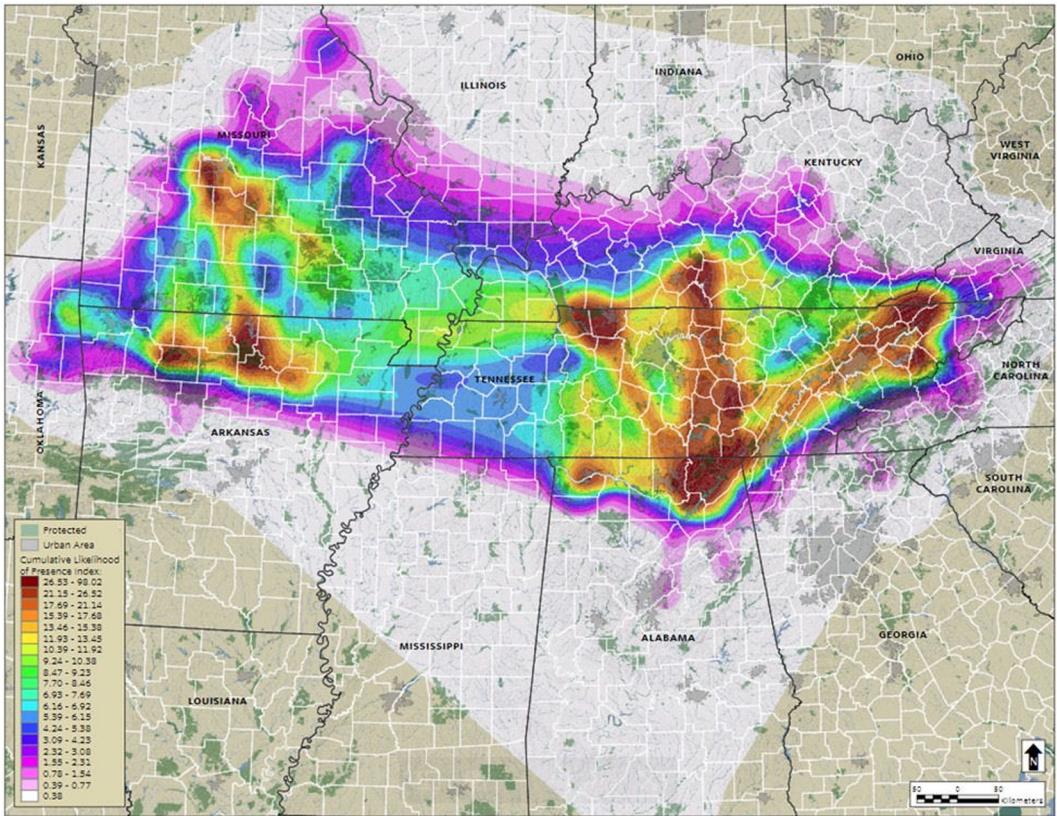 OHIO
INDIANA
ILLINOIS
MISSOURI
KANSAS
WEST
VIRGINIA
KENTUCKY
VIRGINIA
NORTH
CAROLINA
TENNESSEE
OKLAHOMA
ARKANSAS
SOUTH
CAROLINA
Protected
Urban Area
Cumulative Likelihood
of Presence Index:
26.53 - 98.02
21.15 - 26.52
17.69 - 21.14
15.39 - 17.68
13.46 - 15.38
11.93 - 13.45
10.39 - 11.92
9.24 - 10.38
8.47 - 9.23
7.70 - 8.46
6.93 - 7.69
6.16 - 6.92
5.39 - 6.15
4.24 - 5.38
3.09 - 4.23
2.32 - 3.08
1.55 - 2.31
0.78 - 1.54
0.39 - 0.77
0.38
MISSISSIPPI
ALABAMA
GEORGIA
LOUISIANA
N
50 0 50
Kilometers